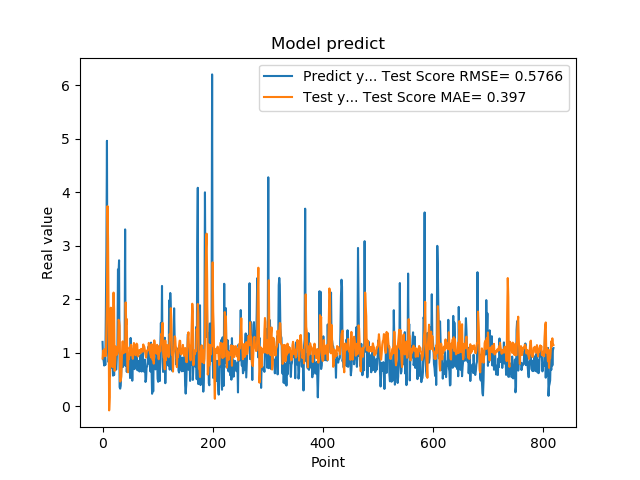 Model predict
Predict y... Test Score RMSE= 0.5766
Test y... Test Score MAE= 0.397
Real value
6
5
4
3
2
1
0
0 200 400 600 800
Point